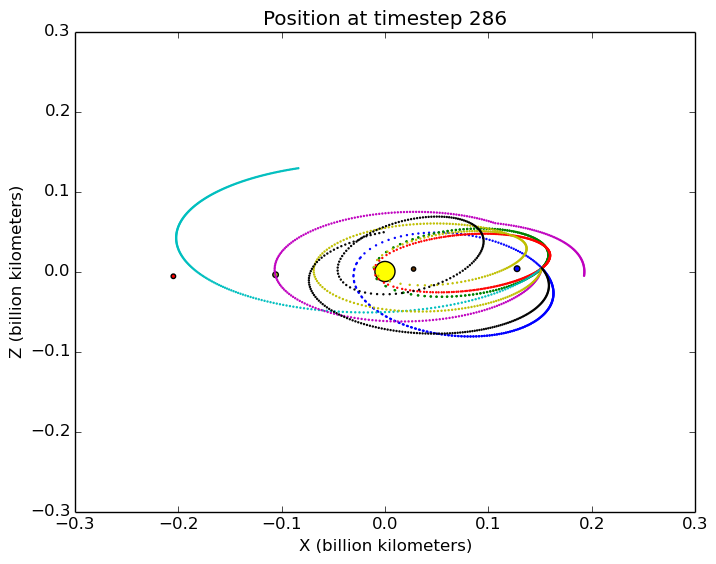 Position at timestep 286
0.3
0.2
0.1
0.0
−0.1
−0.2
−0.3
Z (billion kilometers)
−0.3 −0.2 −0.1 0.0 0.1 0.2 0.3
X (billion kilometers)